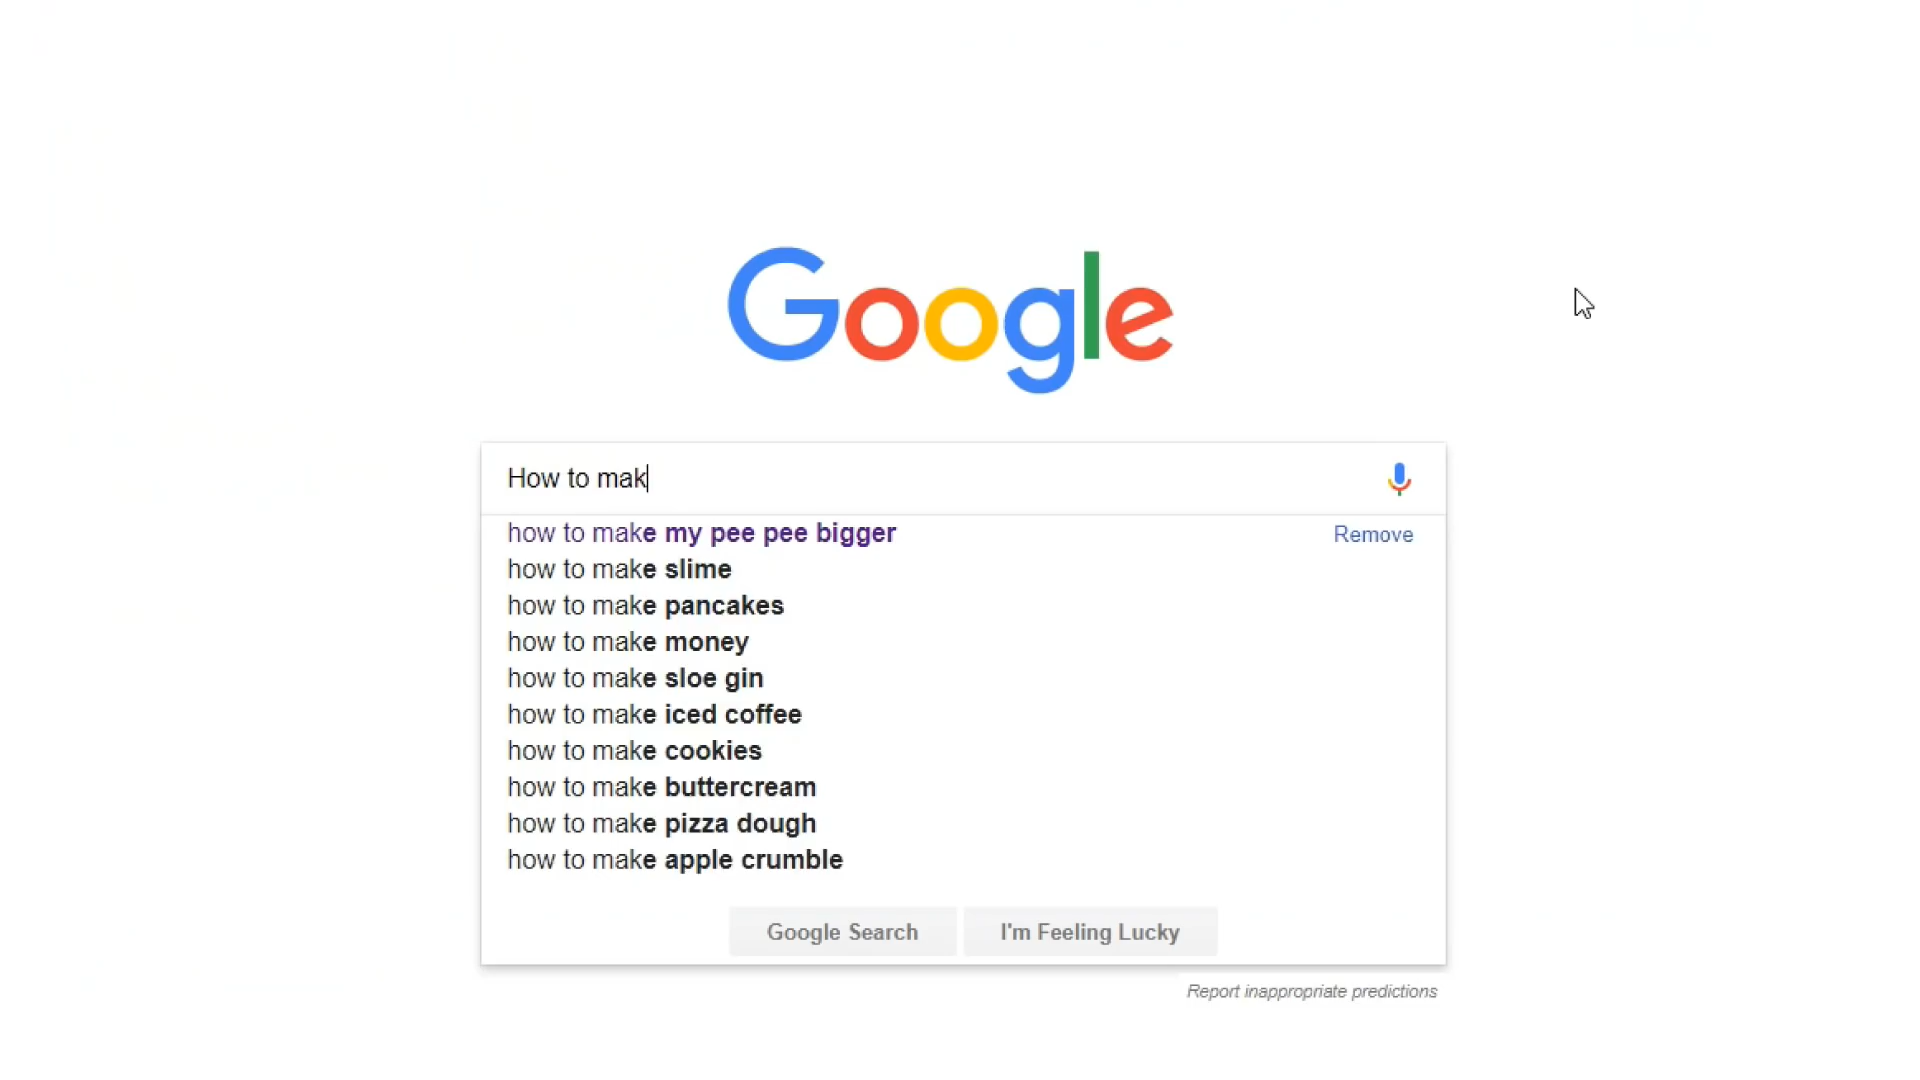 Google
How to mak
how to make my pee pee bigger Remove
how to make slime
how to make pancakes
how to make money
how to make sloe gin
how to make iced coffee
how to make cookies
how to make buttercream
how to make pizza dough
how to make apple crumble
Google Search I'm Feeling Lucky
Report inappropriate predictions